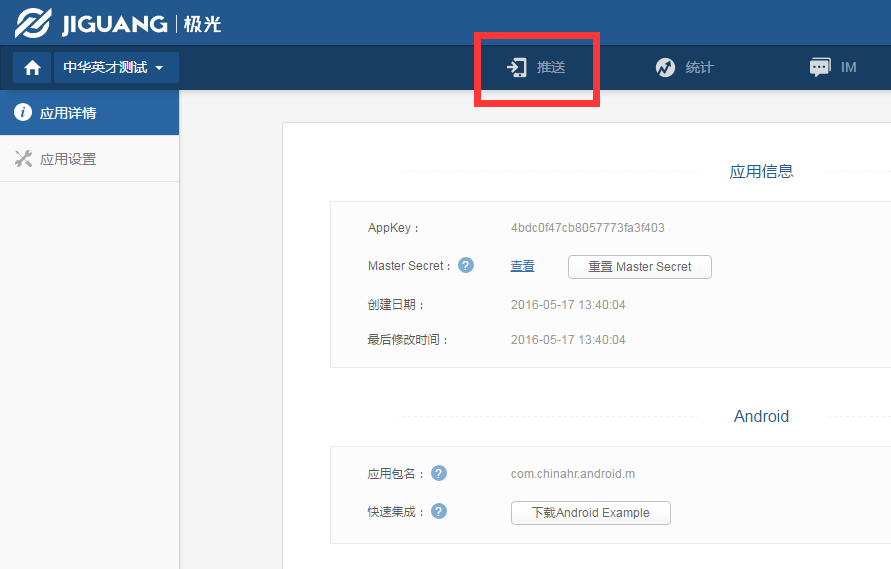 JIGUANG | 极光
中华英才测试 推送 统计 IM
应用详情
应用设置
应用信息
AppKey： 4bdc0f47cb8057773fa3f403
Master Secret： ? 查看 重置 Master Secret
创建日期： 2016-05-17 13:40:04
最后修改时间： 2016-05-17 13:40:04
Android
应用包名： ? com.chinahr.android.m
快速集成： ? 下载Android Example